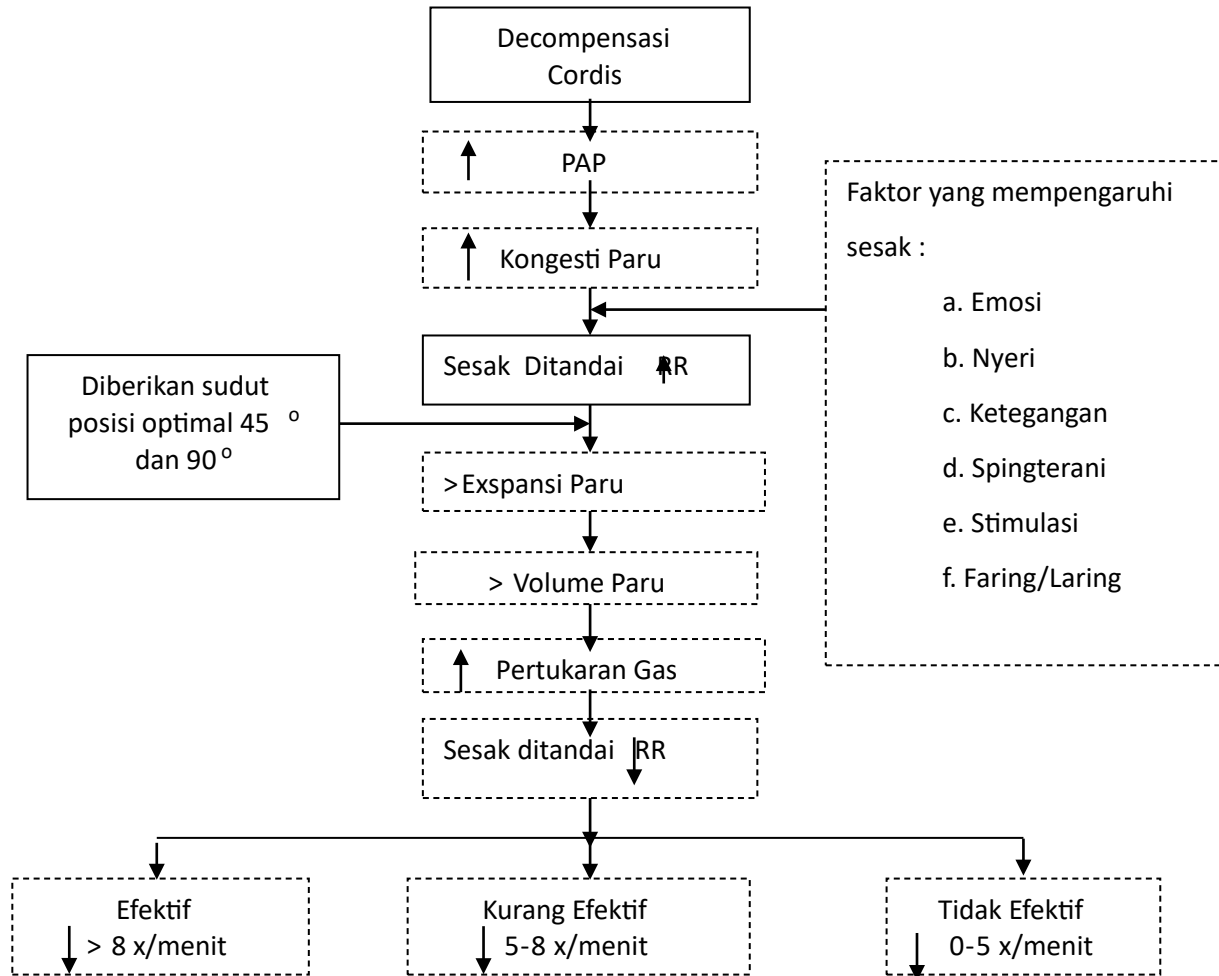 Decompensasi
Cordis
↑ PAP
↑ Kongesti Paru
Faktor yang mempengaruhi
sesak :
a. Emosi
b. Nyeri
c. Ketegangan
d. Spingterani
e. Stimulasi
f. Faring/Laring
Sesak Ditandai ↑RR
Diberikan sudut
posisi optimal 45 º
dan 90 º
>Exspansi Paru
> Volume Paru
↑ Pertukaran Gas
Sesak ditandai ↓RR
Efektif
↓ > 8 x/menit
Kurang Efektif
↓ 5-8 x/menit
Tidak Efektif
↓ 0-5 x/menit